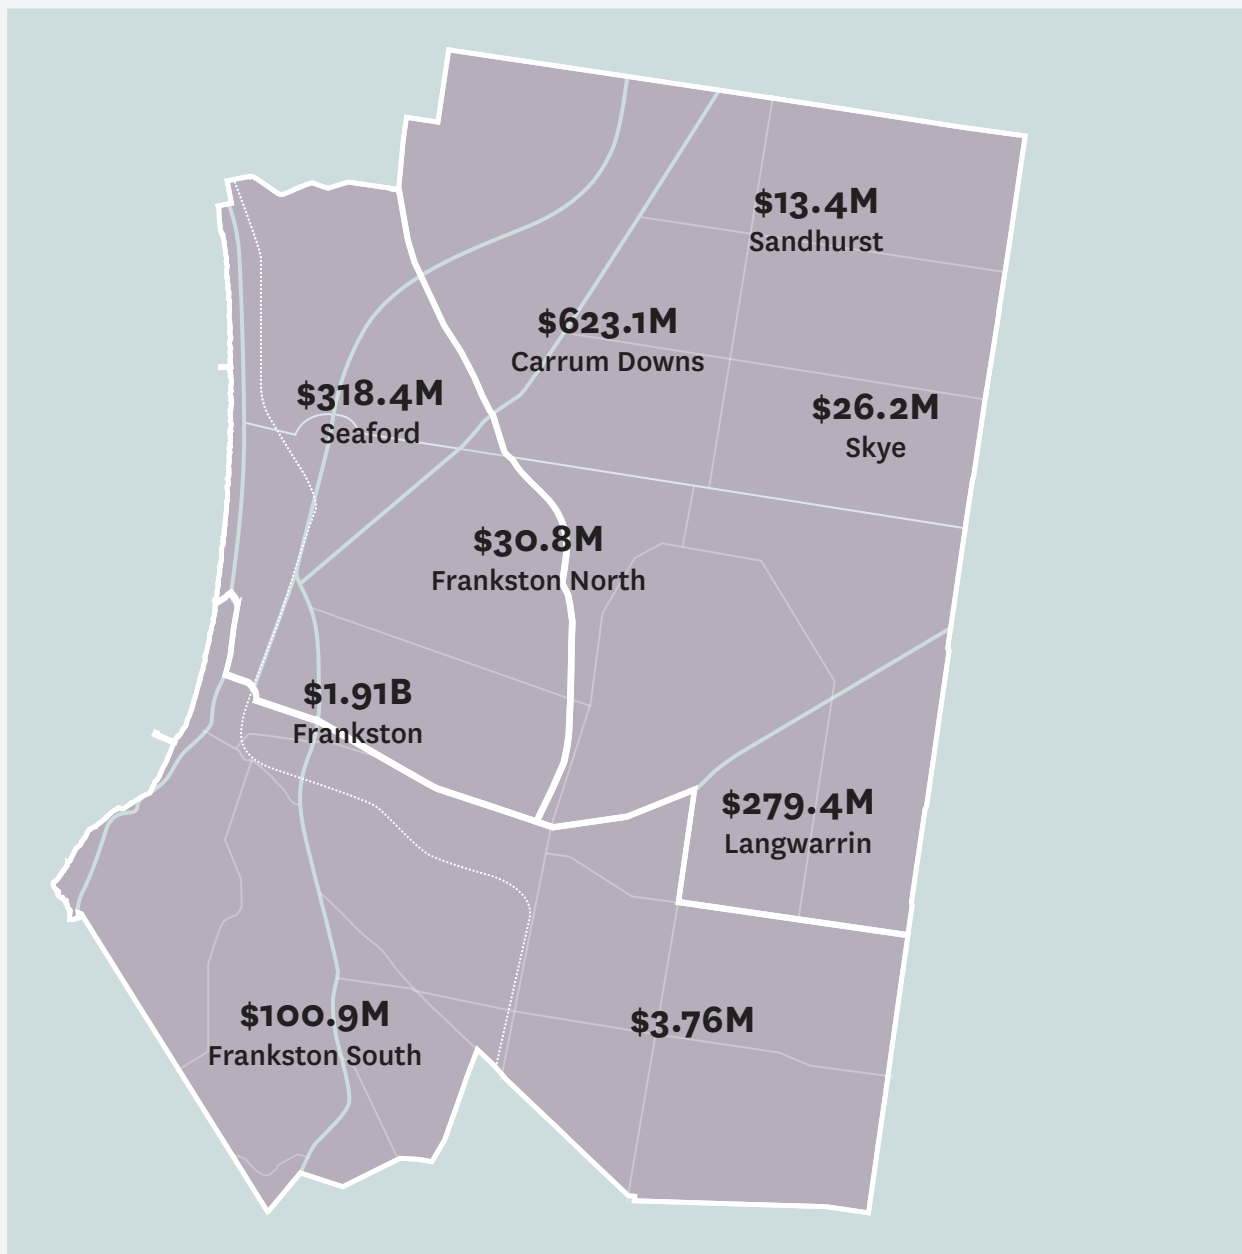 $13.4M
Sandhurst
$623.1M
Carrum Downs
$318.4M
Seaford
$26.2M
Skye
$30.8M
Frankston North
$1.91B
Frankston
$279.4M
Langwarrin
$100.9M
Frankston South
$3.76M